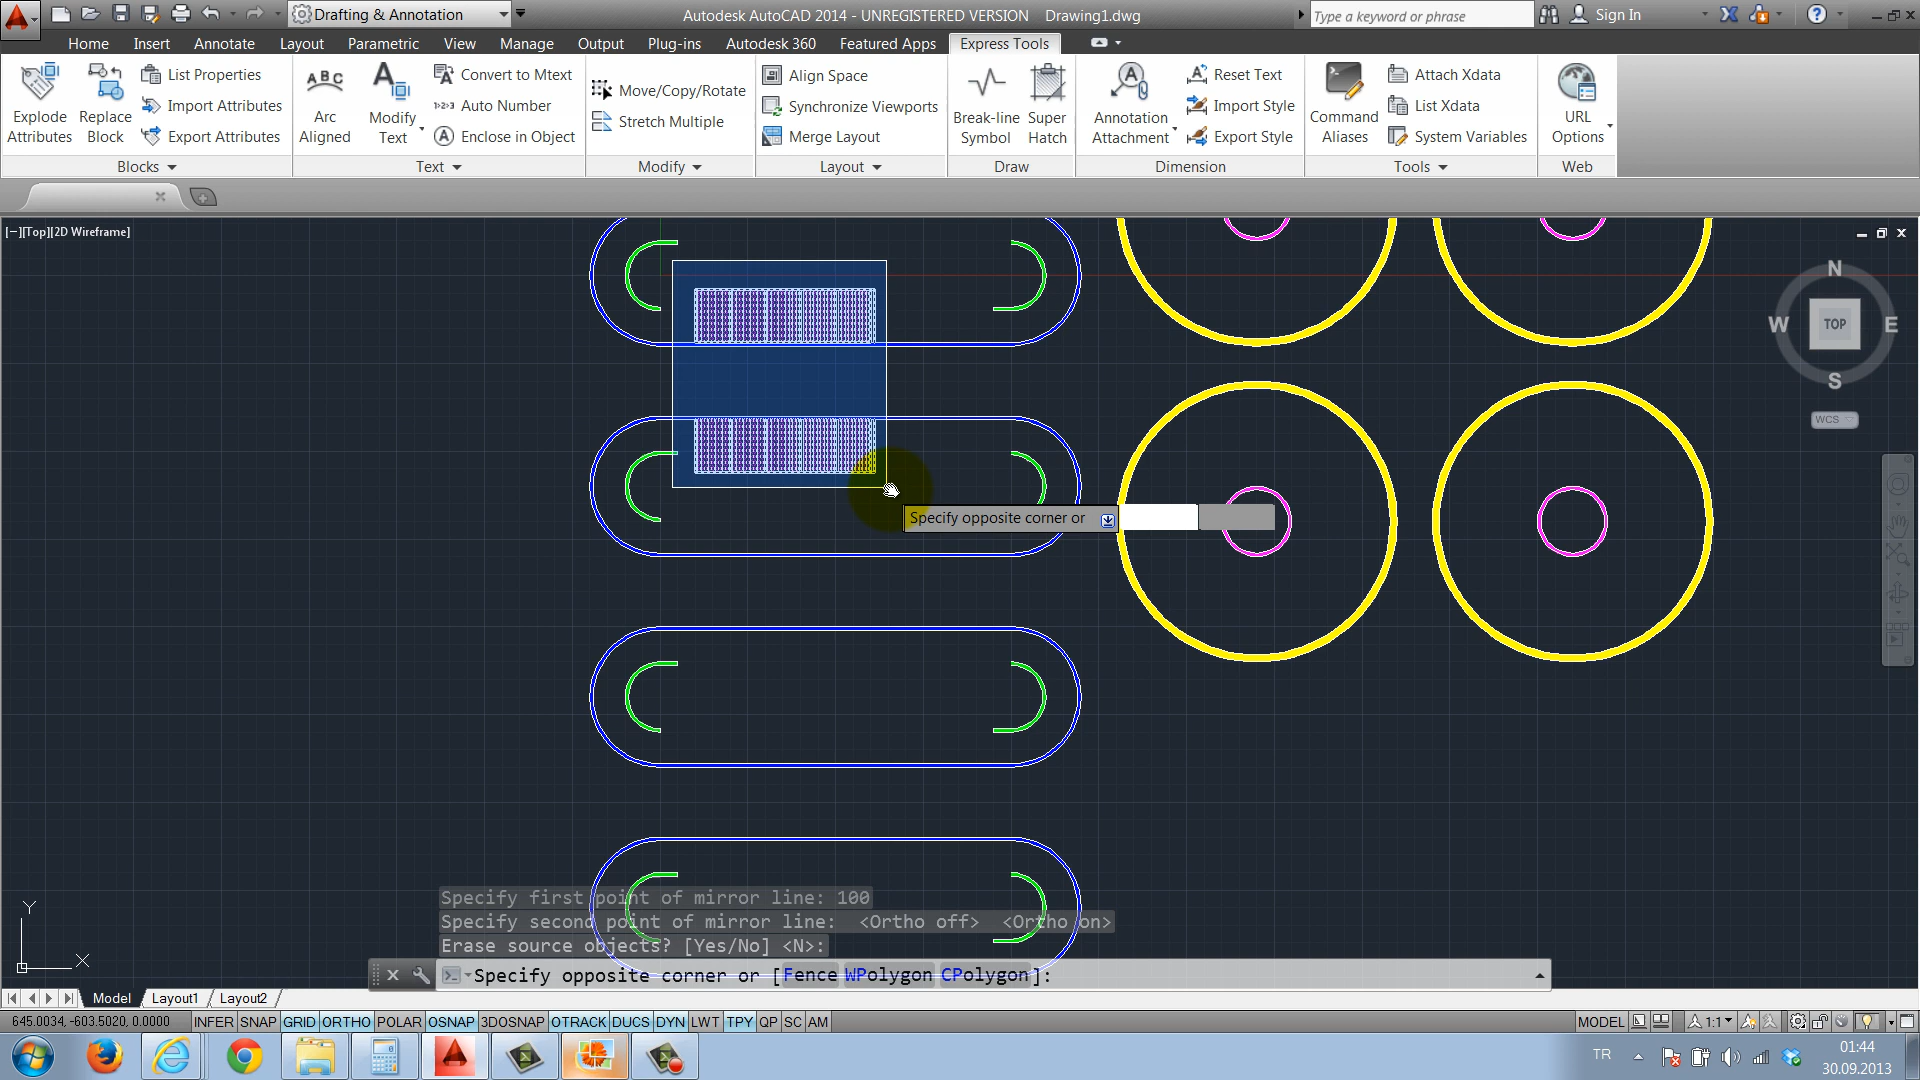 Drafting & Annotation
Autodesk AutoCAD 2014 - UNREGISTERED VERSION Drawing1.dwg
Type a keyword or phrase
Sign In
Home Insert Annotate Layout Parametric View Manage Output Plug-ins Autodesk 360 Featured Apps Express Tools
Explode Attributes
Replace Block
List Properties
Import Attributes
Export Attributes
Blocks
ABC
Arc Aligned
Modify Text
Convert to Mtext
1-2-3 Auto Number
Enclose in Object
Text
Move/Copy/Rotate
Stretch Multiple
Modify
Align Space
Synchronize Viewports
Merge Layout
Layout
Break-line Symbol
Super Hatch
Draw
Annotation Attachment
Reset Text
Import Style
Export Style
Dimension
Command Aliases
Attach Xdata
List Xdata
System Variables
Tools
URL Options
Web
[−][Top][2D Wireframe]
N
W TOP E
S
WCS
Specify opposite corner or
Y
X
Specify first point of mirror line: 100
Specify second point of mirror line: <Ortho off> <Ortho on>
Erase source objects? [Yes/No] <N>:
Specify opposite corner or [Fence WPolygon CPolygon]:
Model Layout1 Layout2
645.0034, -603.5020, 0.0000 INFER SNAP GRID ORTHO POLAR OSNAP 3DOSNAP OTRACK DUCS DYN LWT TPY QP SC AM
MODEL 1:1
TR
01:44
30.09.2013